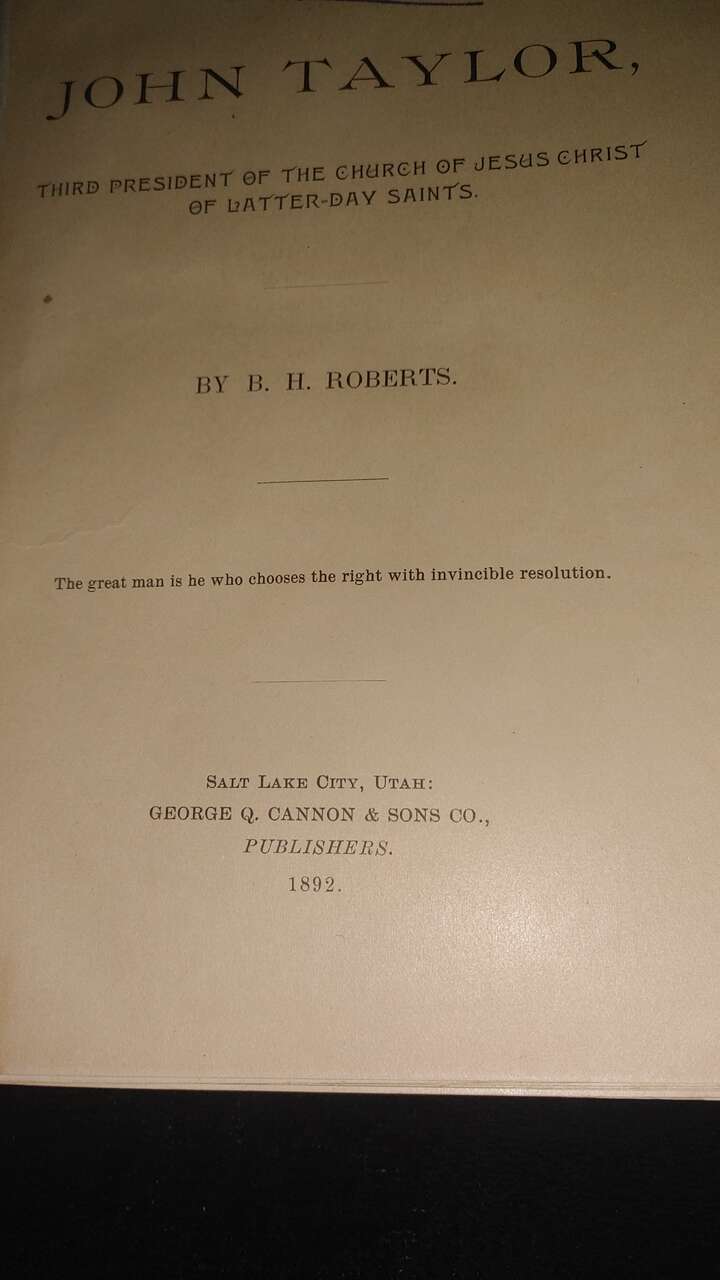 JOHN TAYLOR,
THIRD PRESIDENT OF THE CHURCH OF JESUS CHRIST
OF LATTER-DAY SAINTS.
BY B. H. ROBERTS.
The great man is he who chooses the right with invincible resolution.
SALT LAKE CITY, UTAH:
GEORGE Q. CANNON & SONS CO.,
PUBLISHERS.
1892.